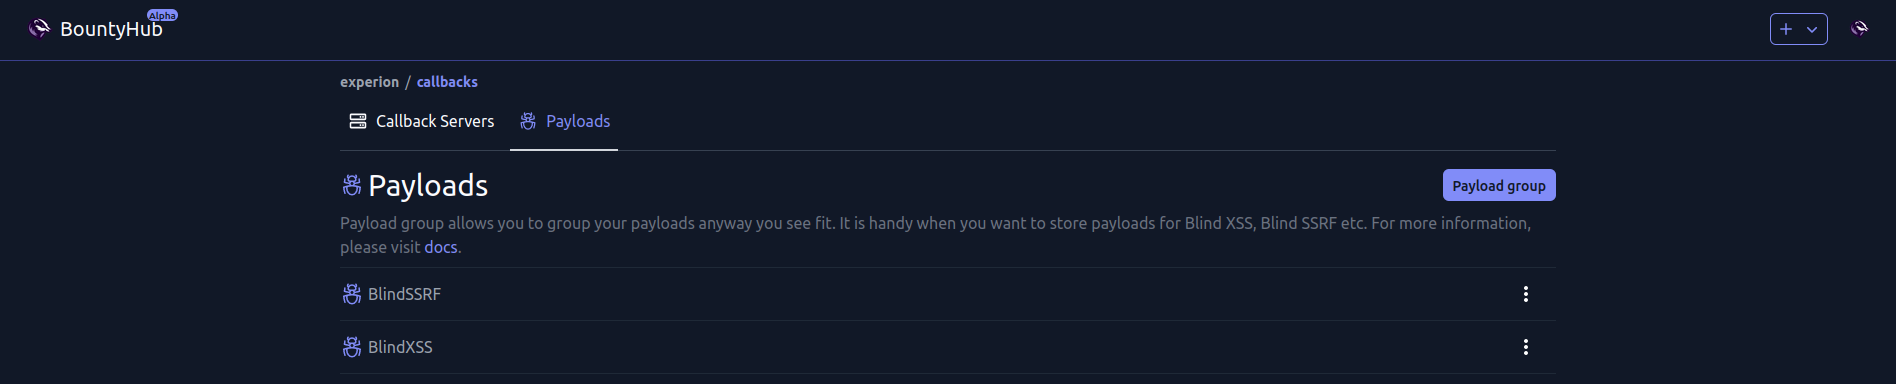 BountyHub Alpha
experion / callbacks
Callback Servers Payloads
Payloads
Payload group
Payload group allows you to group your payloads anyway you see fit. It is handy when you want to store payloads for Blind XSS, Blind SSRF etc. For more information,
please visit docs.
BlindSSRF
BlindXSS